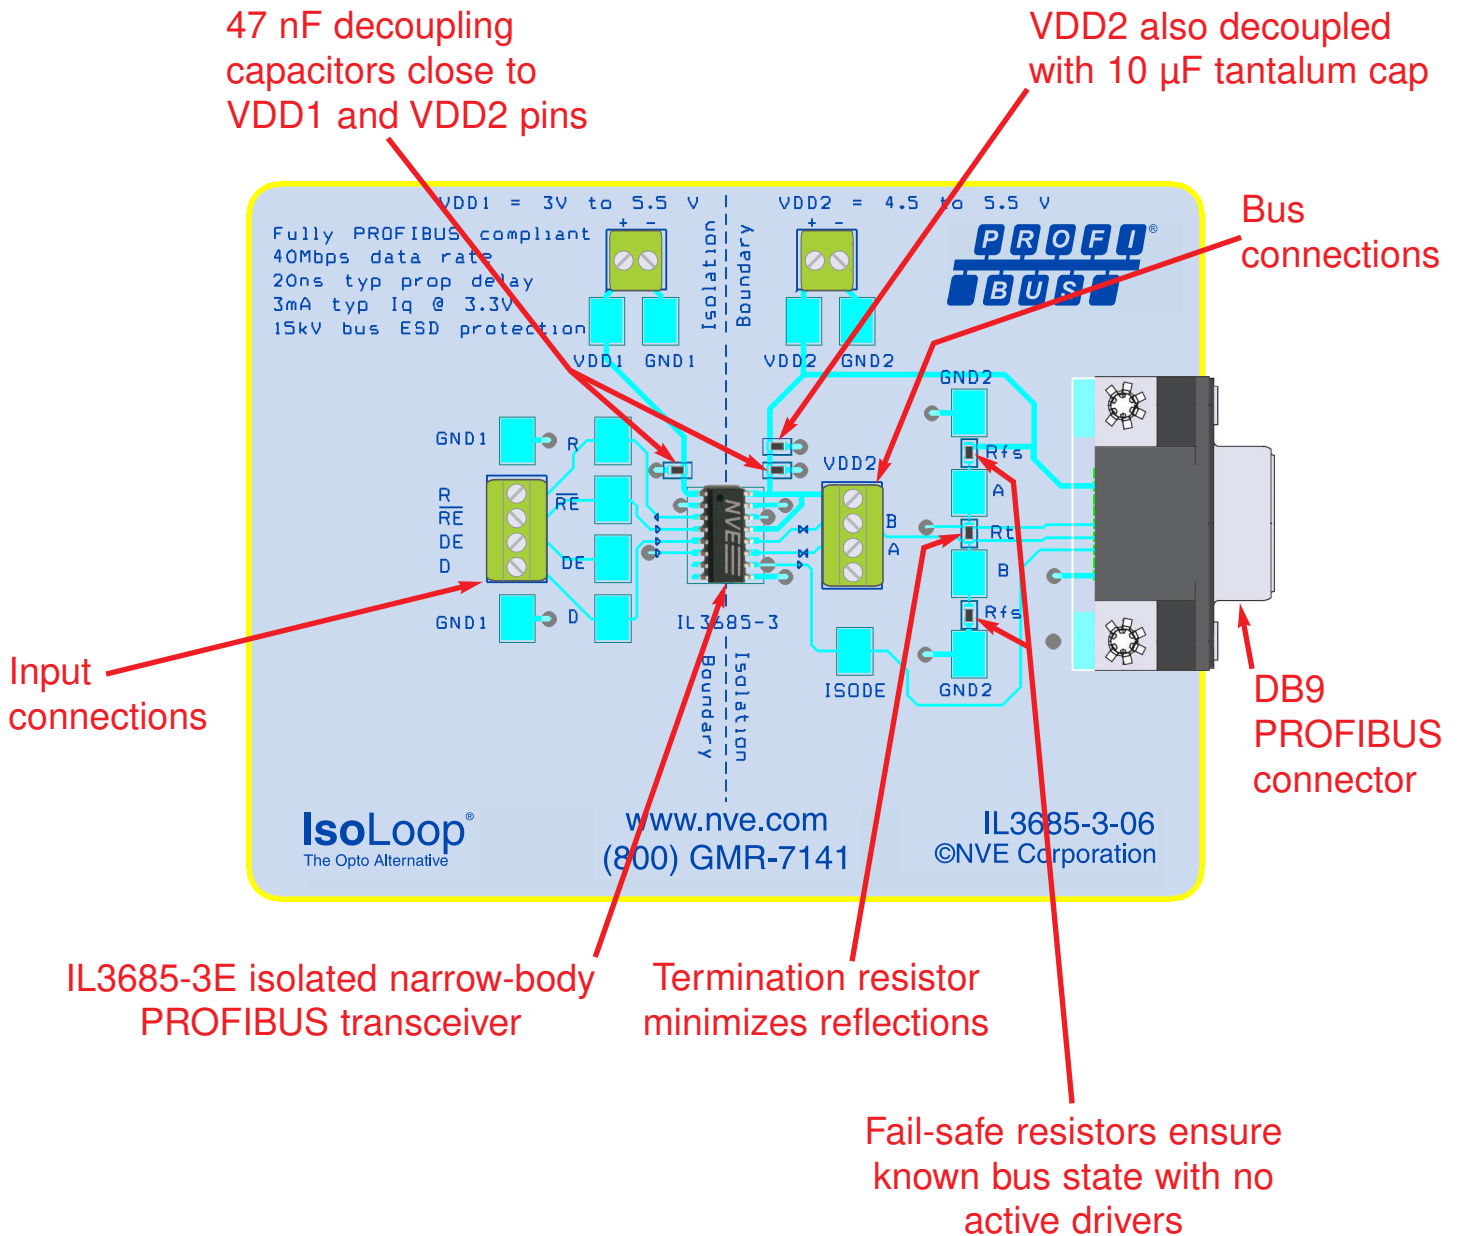 47 nF decoupling
capacitors close to
VDD1 and VDD2 pins
VDD2 also decoupled
with 10 µF tantalum cap
VDD1 = 3V to 5.5 V
VDD2 = 4.5 to 5.5 V
Fully PROFIBUS compliant
40Mbps data rate
20ns typ prop delay
3mA typ Iq @ 3.3V
15kV bus ESD protection
+ -
+ -
Isolation
Boundary
PROFI®
BUS
Bus
connections
VDD1
GND1
VDD2
GND2
GND2
GND1
R
Rfs
VDD2
A
R
RE
DE
D
RE
DE
D
NVE
B
A
Rt
B
Rfs
GND1
IL3685-3
ISODE
GND2
Isolation
Boundary
Input
connections
DB9
PROFIBUS
connector
IsoLoop®
The Opto Alternative
www.nve.com
(800) GMR-7141
IL3685-3-06
©NVE Corporation
IL3685-3E isolated narrow-body
PROFIBUS transceiver
Termination resistor
minimizes reflections
Fail-safe resistors ensure
known bus state with no
active drivers